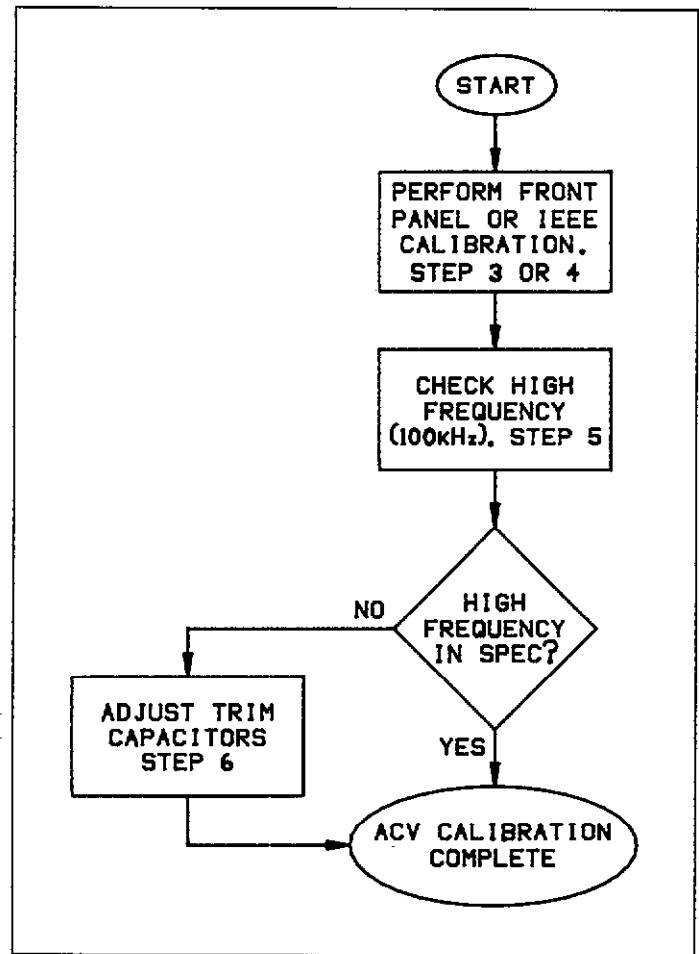 START
PERFORM FRONT
PANEL OR IEEE
CALIBRATION.
STEP 3 OR 4
CHECK HIGH
FREQUENCY
(100KHz). STEP 5
HIGH
FREQUENCY
IN SPEC?
NO
YES
ADJUST TRIM
CAPACITORS
STEP 6
ACV CALIBRATION
COMPLETE